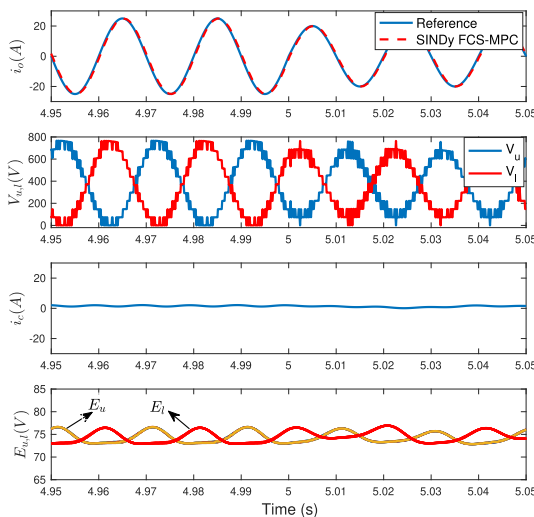 i_o(A)
20
0
-20
Reference
SINDy FCS-MPC
4.95 4.96 4.97 4.98 4.99 5 5.01 5.02 5.03 5.04 5.05
V_{u,l}(V)
800
600
400
200
0
V_u
V_l
4.95 4.96 4.97 4.98 4.99 5 5.01 5.02 5.03 5.04 5.05
i_c(A)
20
0
-20
4.95 4.96 4.97 4.98 4.99 5 5.01 5.02 5.03 5.04 5.05
E_{u,l}(V)
85
80
75
70
65
E_u
E_l
4.95 4.96 4.97 4.98 4.99 5 5.01 5.02 5.03 5.04 5.05
Time (s)